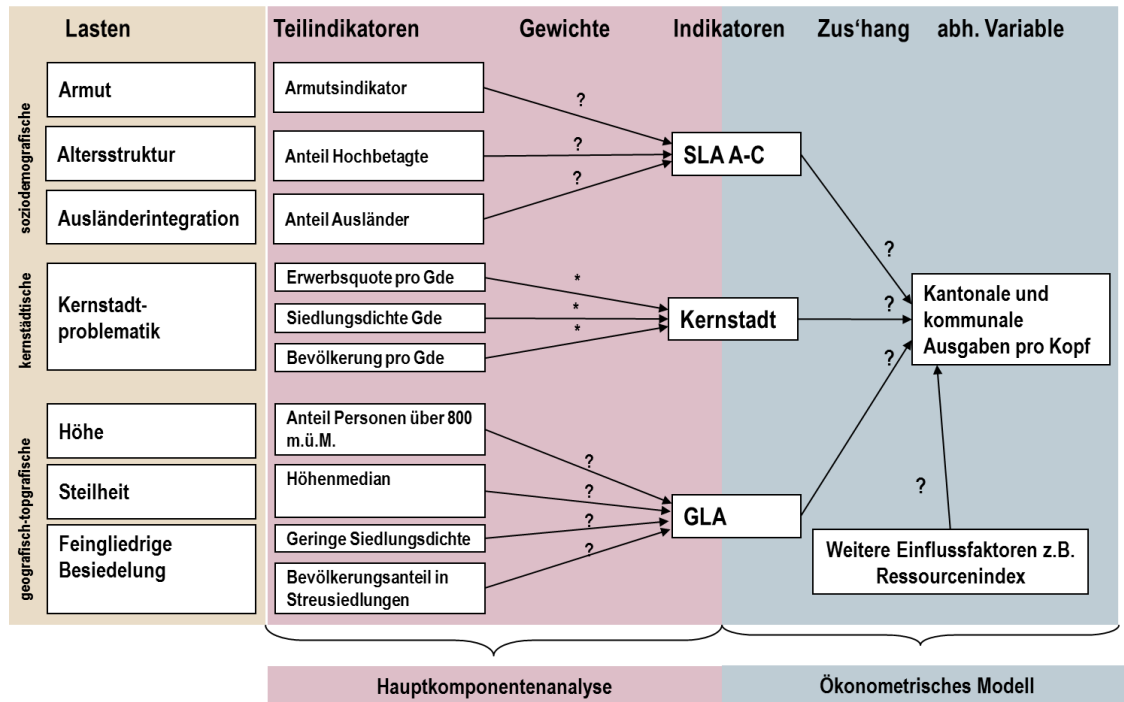 Lasten
Teilindikatoren
Gewichte
Indikatoren
Zus‘hang
abh. Variable
soziodemografische
Armut
Altersstruktur
Ausländerintegration
Armutsindikator
Anteil Hochbetagte
Anteil Ausländer
?
?
?
SLA A-C
kernstädtische
Kernstadt-
problematik
Erwerbsquote pro Gde
Siedlungsdichte Gde
Bevölkerung pro Gde
*
*
*
Kernstadt
geografisch-topgrafische
Höhe
Steilheit
Feingliedrige
Besiedelung
Anteil Personen über 800
m.ü.M.
Höhenmedian
Geringe Siedlungsdichte
Bevölkerungsanteil in
Streusiedlungen
?
?
?
?
GLA
?
?
?
?
Kantonale und
kommunale
Ausgaben pro Kopf
Weitere Einflussfaktoren z.B.
Ressourcenindex
Hauptkomponentenanalyse
Ökonometrisches Modell